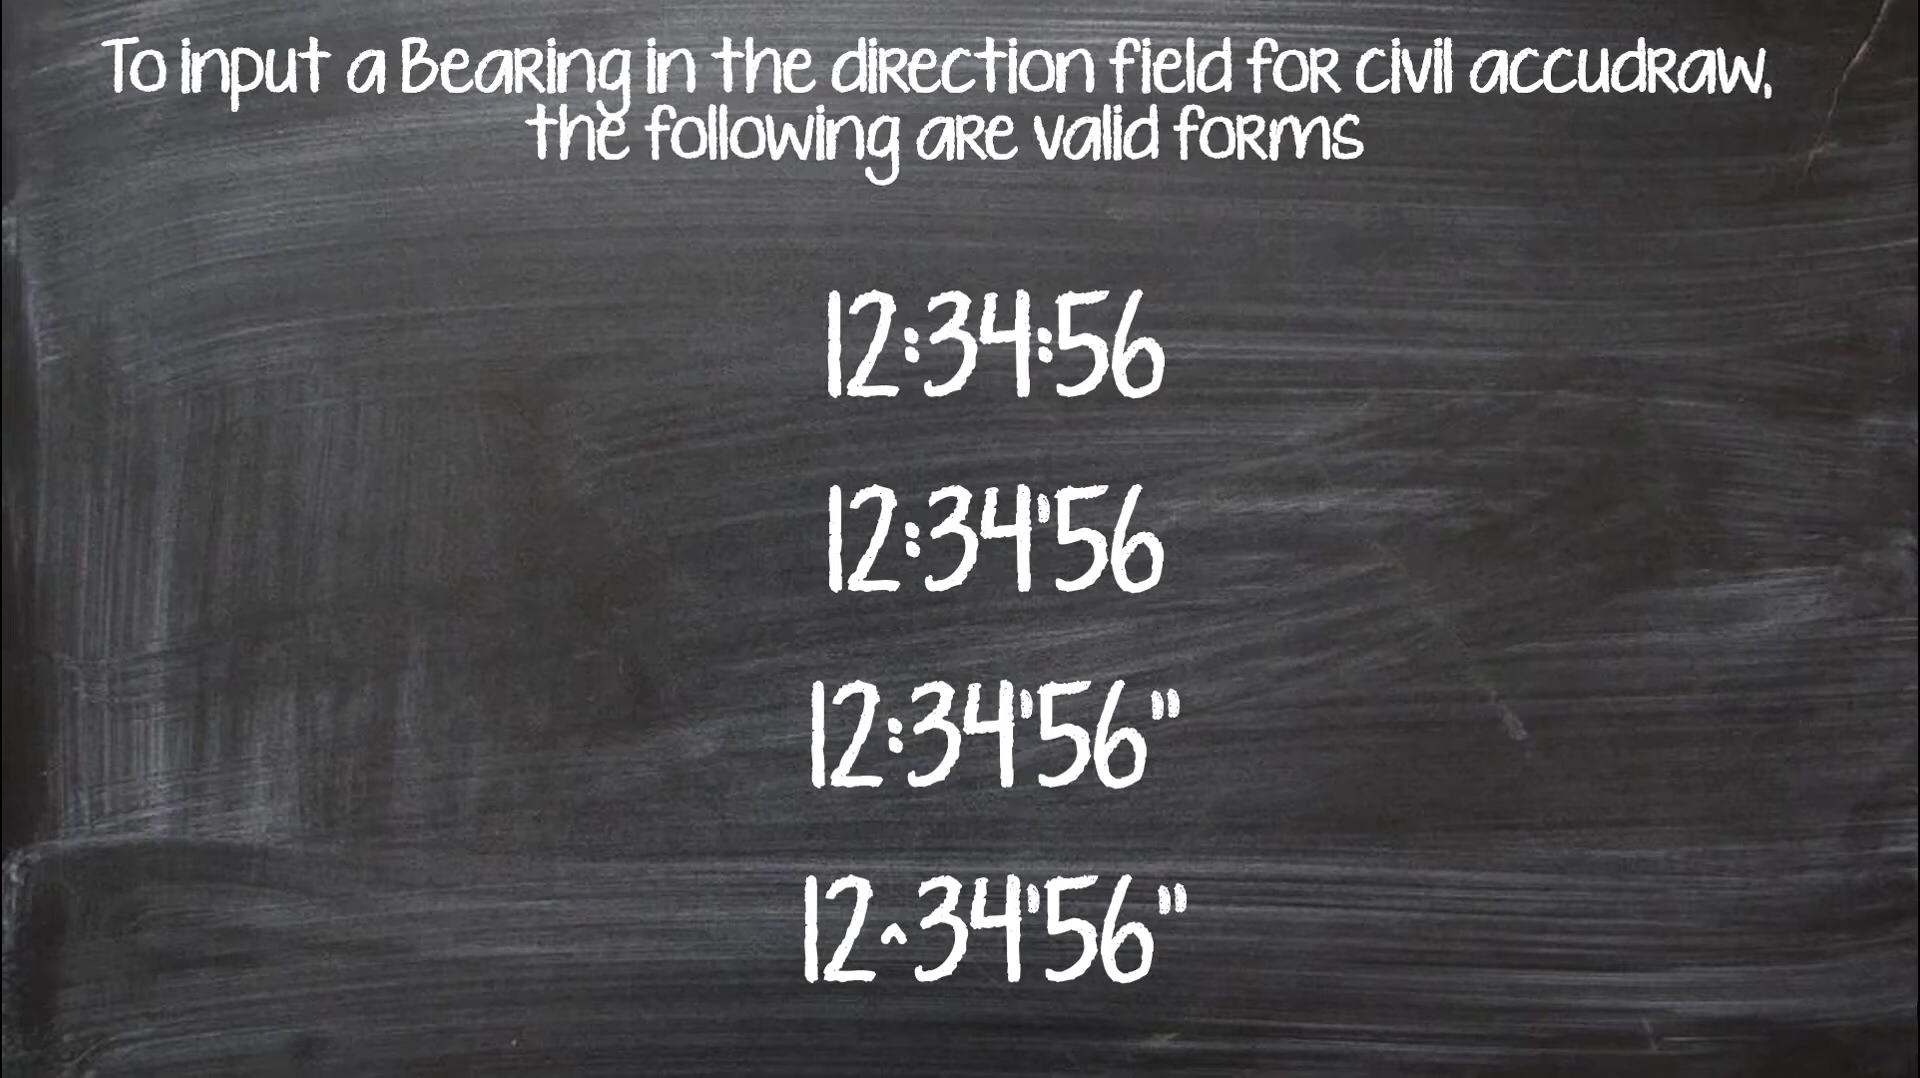 To input a Bearing in the direction field for civil accudraw,
the following are valid forms
12:34:56
12:34'56
12:34'56"
12^34'56"